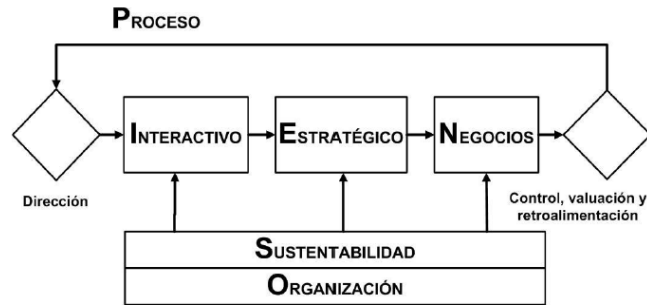 PROCESO
INTERACTIVO
ESTRATÉGICO
NEGOCIOS
Dirección
Control, valuación y
retroalimentación
SUSTENTABILIDAD
ORGANIZACIÓN